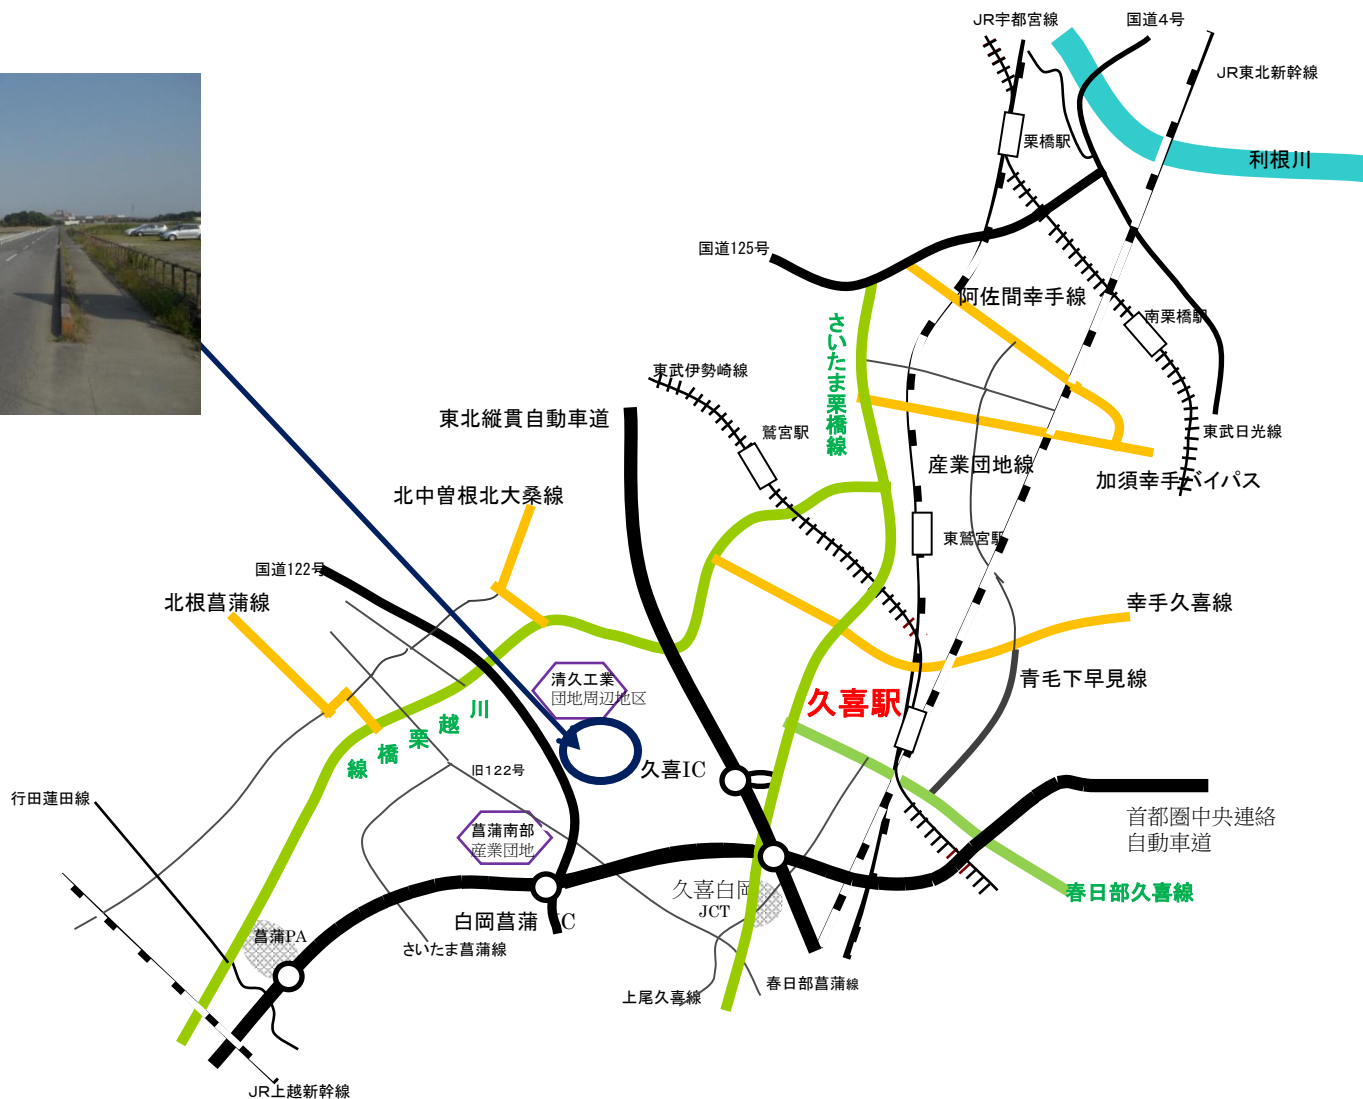 JR宇都宮線
国道4号
JR東北新幹線
栗橋駅
利根川
国道125号
阿佐間幸手線
南栗橋駅
さいたま栗橋線
東武伊勢崎線
東北縦貫自動車道
鷲宮駅
東武日光線
産業団地線
加須幸手バイパス
北中曽根北大桑線
東鷲宮駅
国道122号
北根菖蒲線
幸手久喜線
清久工業
団地周辺地区
青毛下早見線
久喜駅
川越栗橋線
旧122号
久喜IC
行田蓮田線
菖蒲南部
産業団地
首都圏中央連絡
自動車道
久喜白岡
JCT
春日部久喜線
白岡菖蒲 IC
菖蒲PA
さいたま菖蒲線
上尾久喜線
春日部菖蒲線
JR上越新幹線